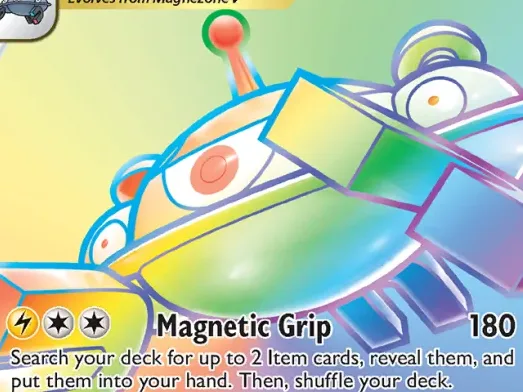 Evolves from Magnezone V
Magnetic Grip 180
Search your deck for up to 2 Item cards, reveal them, and
put them into your hand. Then, shuffle your deck.